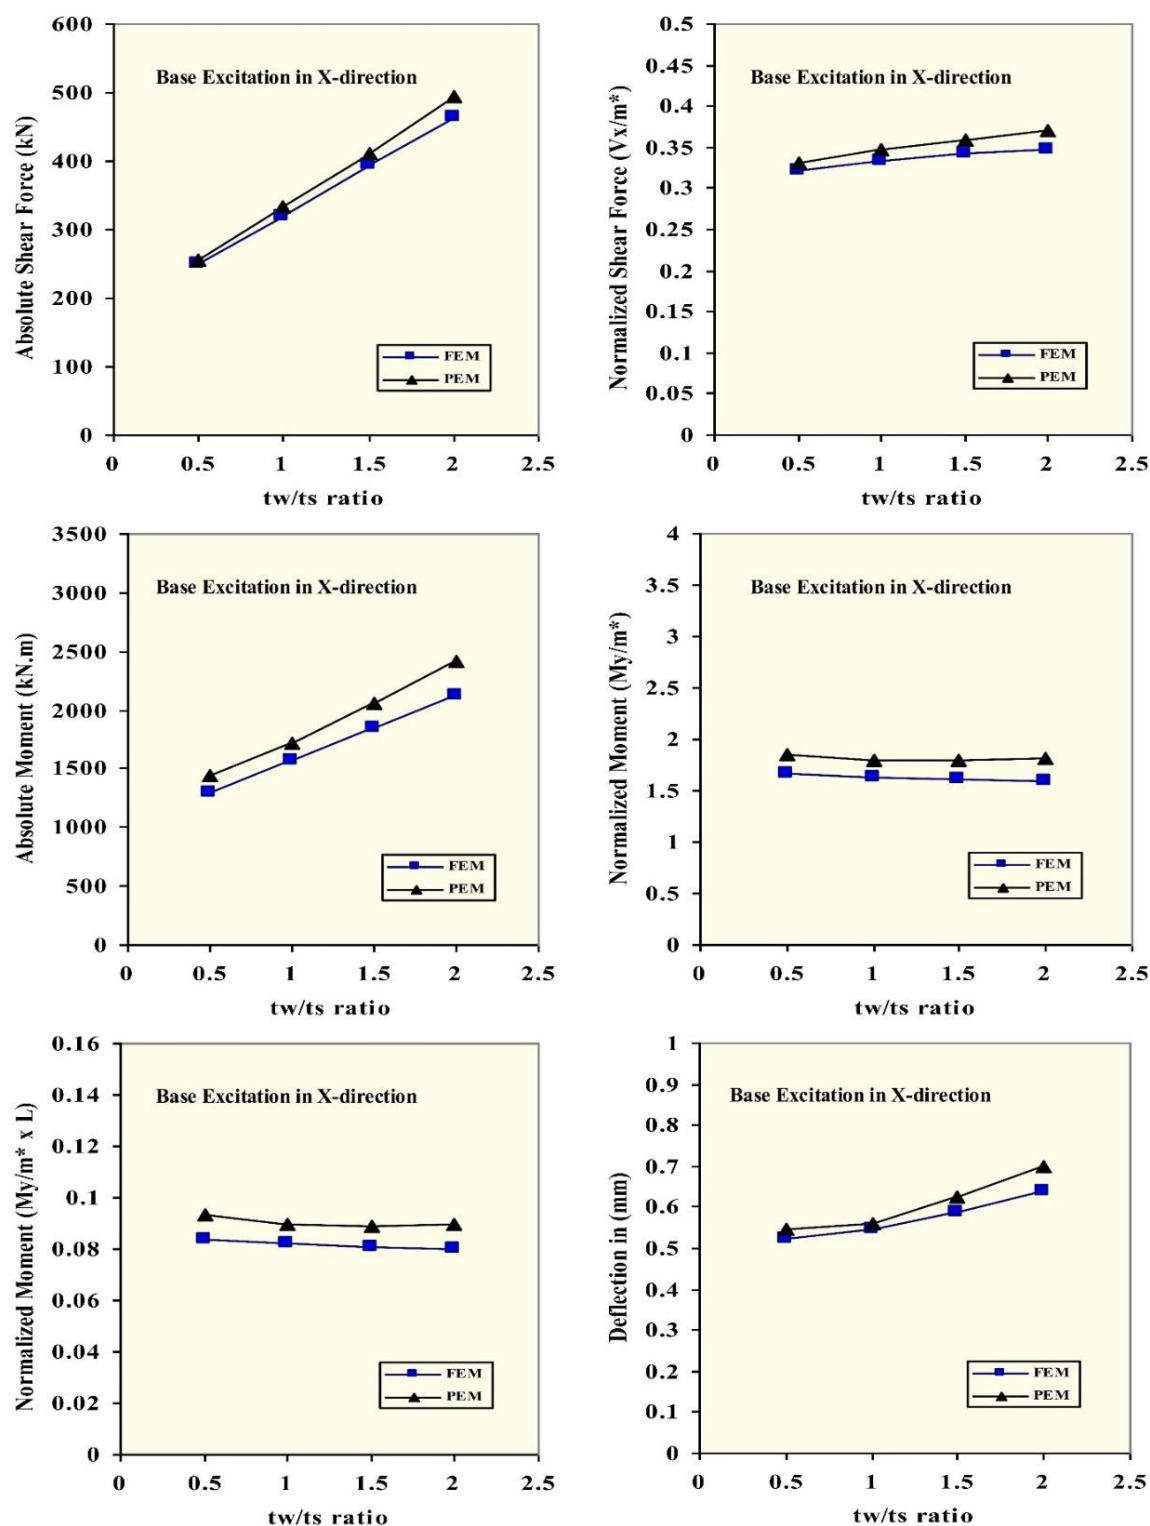 Absolute Shear Force (kN)
600
500
400
300
200
100
0
Base Excitation in X-direction
FEM
PEM
0 0.5 1 1.5 2 2.5
tw/ts ratio
Normalized Shear Force (Vx/m*)
0.5
0.45
0.4
0.35
0.3
0.25
0.2
0.15
0.1
0.05
0
Base Excitation in X-direction
FEM
PEM
0 0.5 1 1.5 2 2.5
tw/ts ratio
Absolute Moment (kN.m)
3500
3000
2500
2000
1500
1000
500
0
Base Excitation in X-direction
FEM
PEM
0 0.5 1 1.5 2 2.5
tw/ts ratio
Normalized Moment (My/m*)
4
3.5
3
2.5
2
1.5
1
0.5
0
Base Excitation in X-direction
FEM
PEM
0 0.5 1 1.5 2 2.5
tw/ts ratio
Normalized Moment (My/m* x L)
0.16
0.14
0.12
0.1
0.08
0.06
0.04
0.02
0
Base Excitation in X-direction
FEM
PEM
0 0.5 1 1.5 2 2.5
tw/ts ratio
Deflection in (mm)
1
0.9
0.8
0.7
0.6
0.5
0.4
0.3
0.2
0.1
0
Base Excitation in X-direction
FEM
PEM
0 0.5 1 1.5 2 2.5
tw/ts ratio